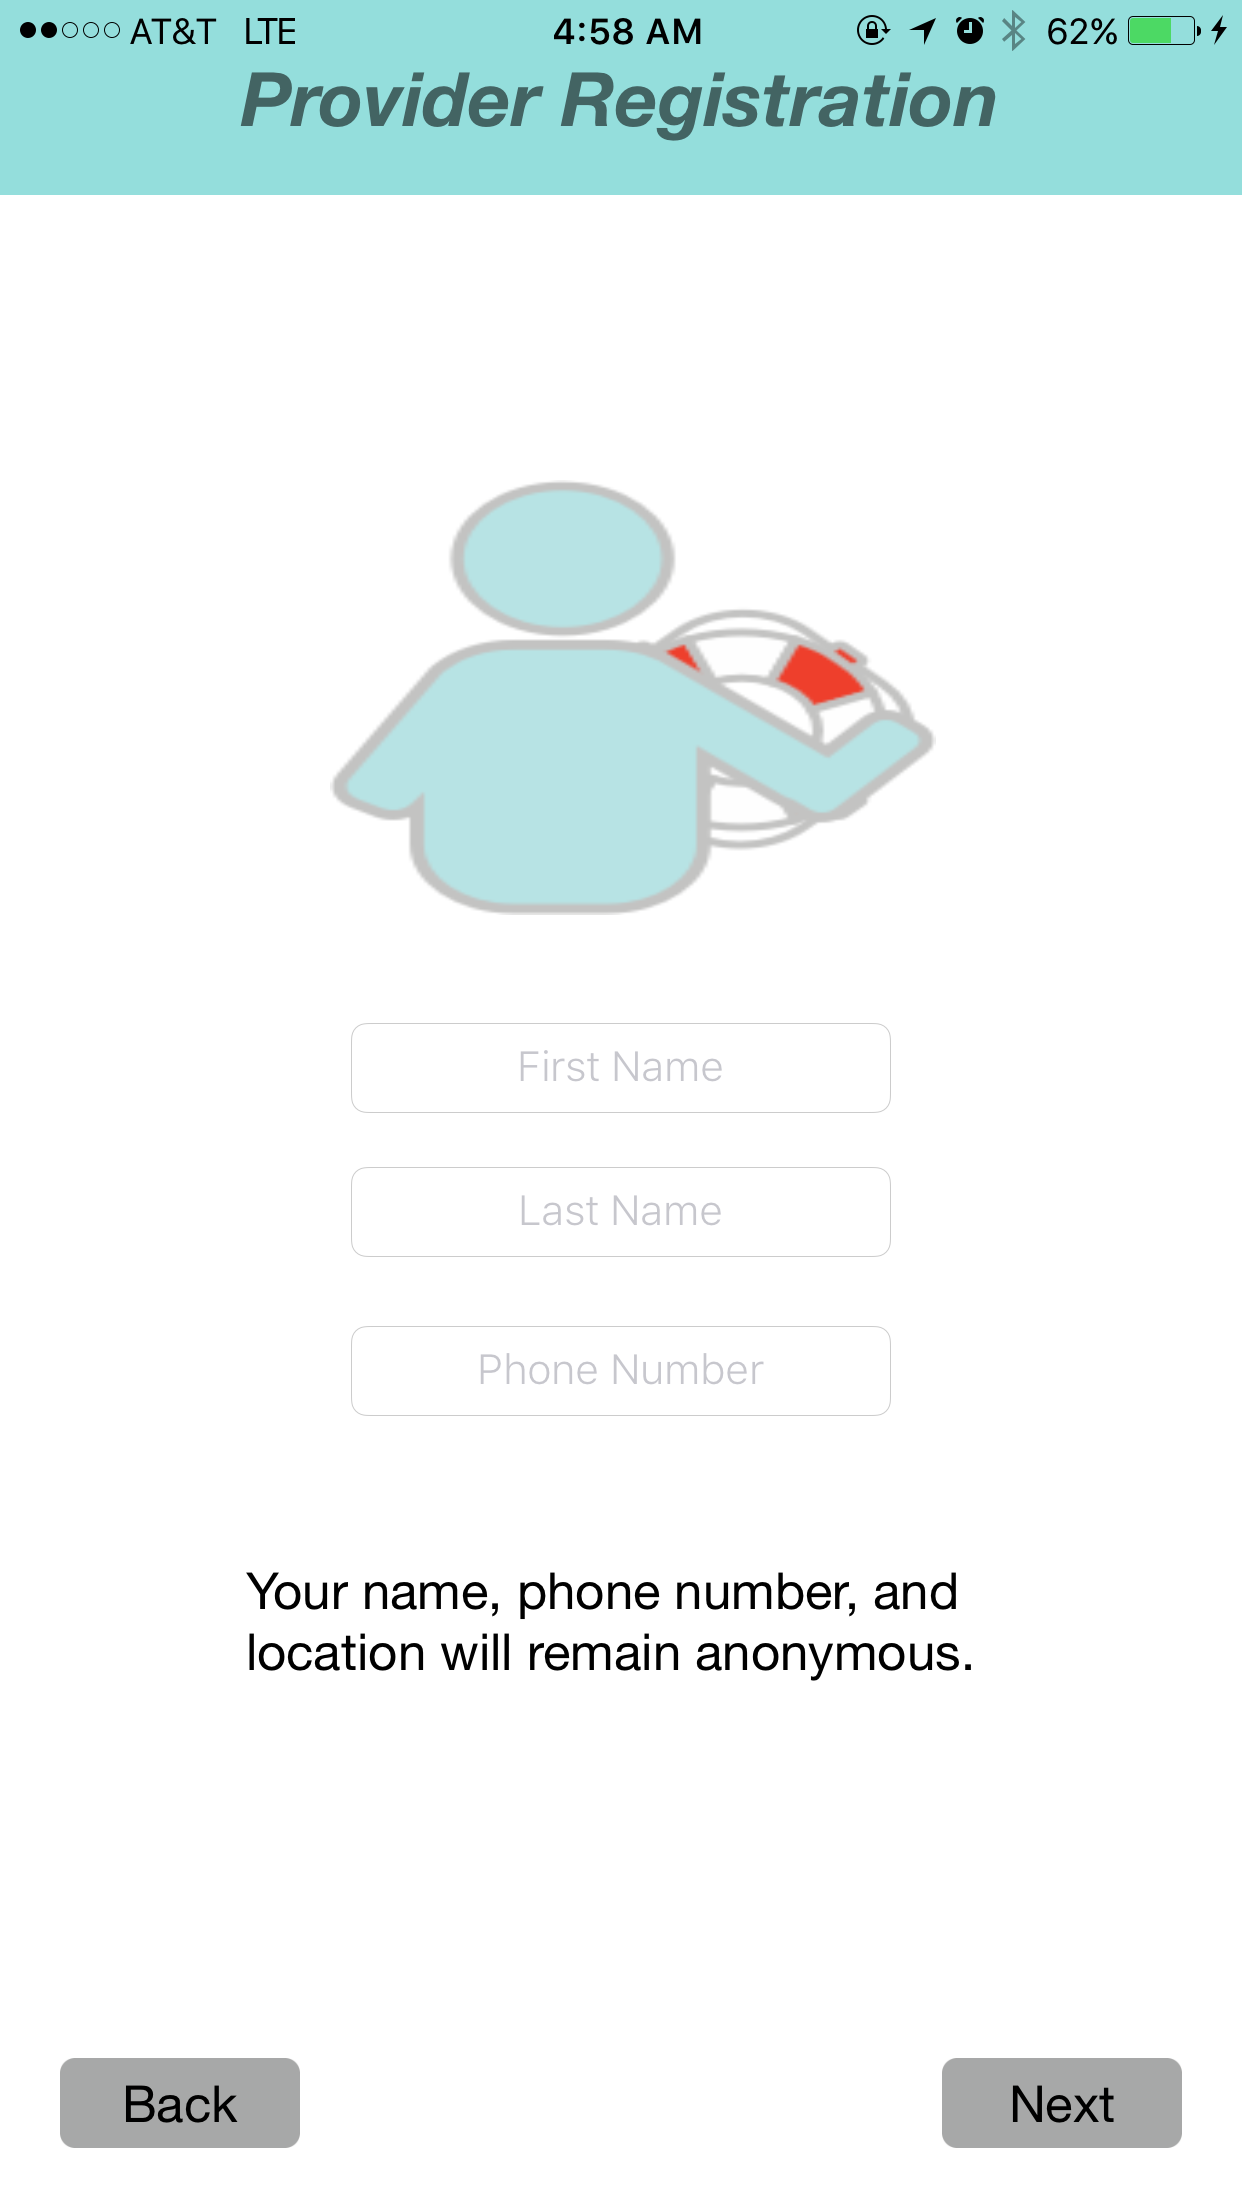 AT&T LTE 4:58 AM 62%
Provider Registration
First Name
Last Name
Phone Number
Your name, phone number, and
location will remain anonymous.
Back Next